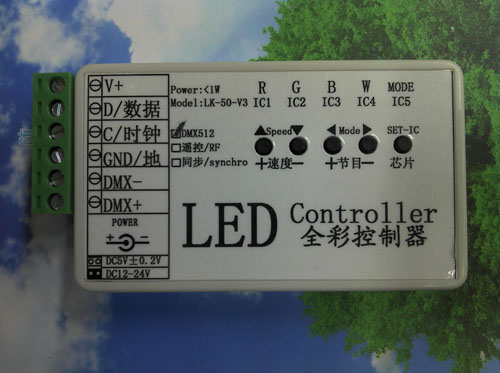 V+
D/数据
C/时钟
GND/地
DMX-
DMX+
POWER
+ -
DC5V±0.2V
DC12-24V
Power:<1W
Model:LK-50-V3
R G B W MODE
IC1 IC2 IC3 IC4 IC5
DMX512
遥控/RF
同步/synchro
▲Speed▼ ◀Mode▶ SET-IC
+速度- +节目- 芯片
LED Controller
全彩控制器